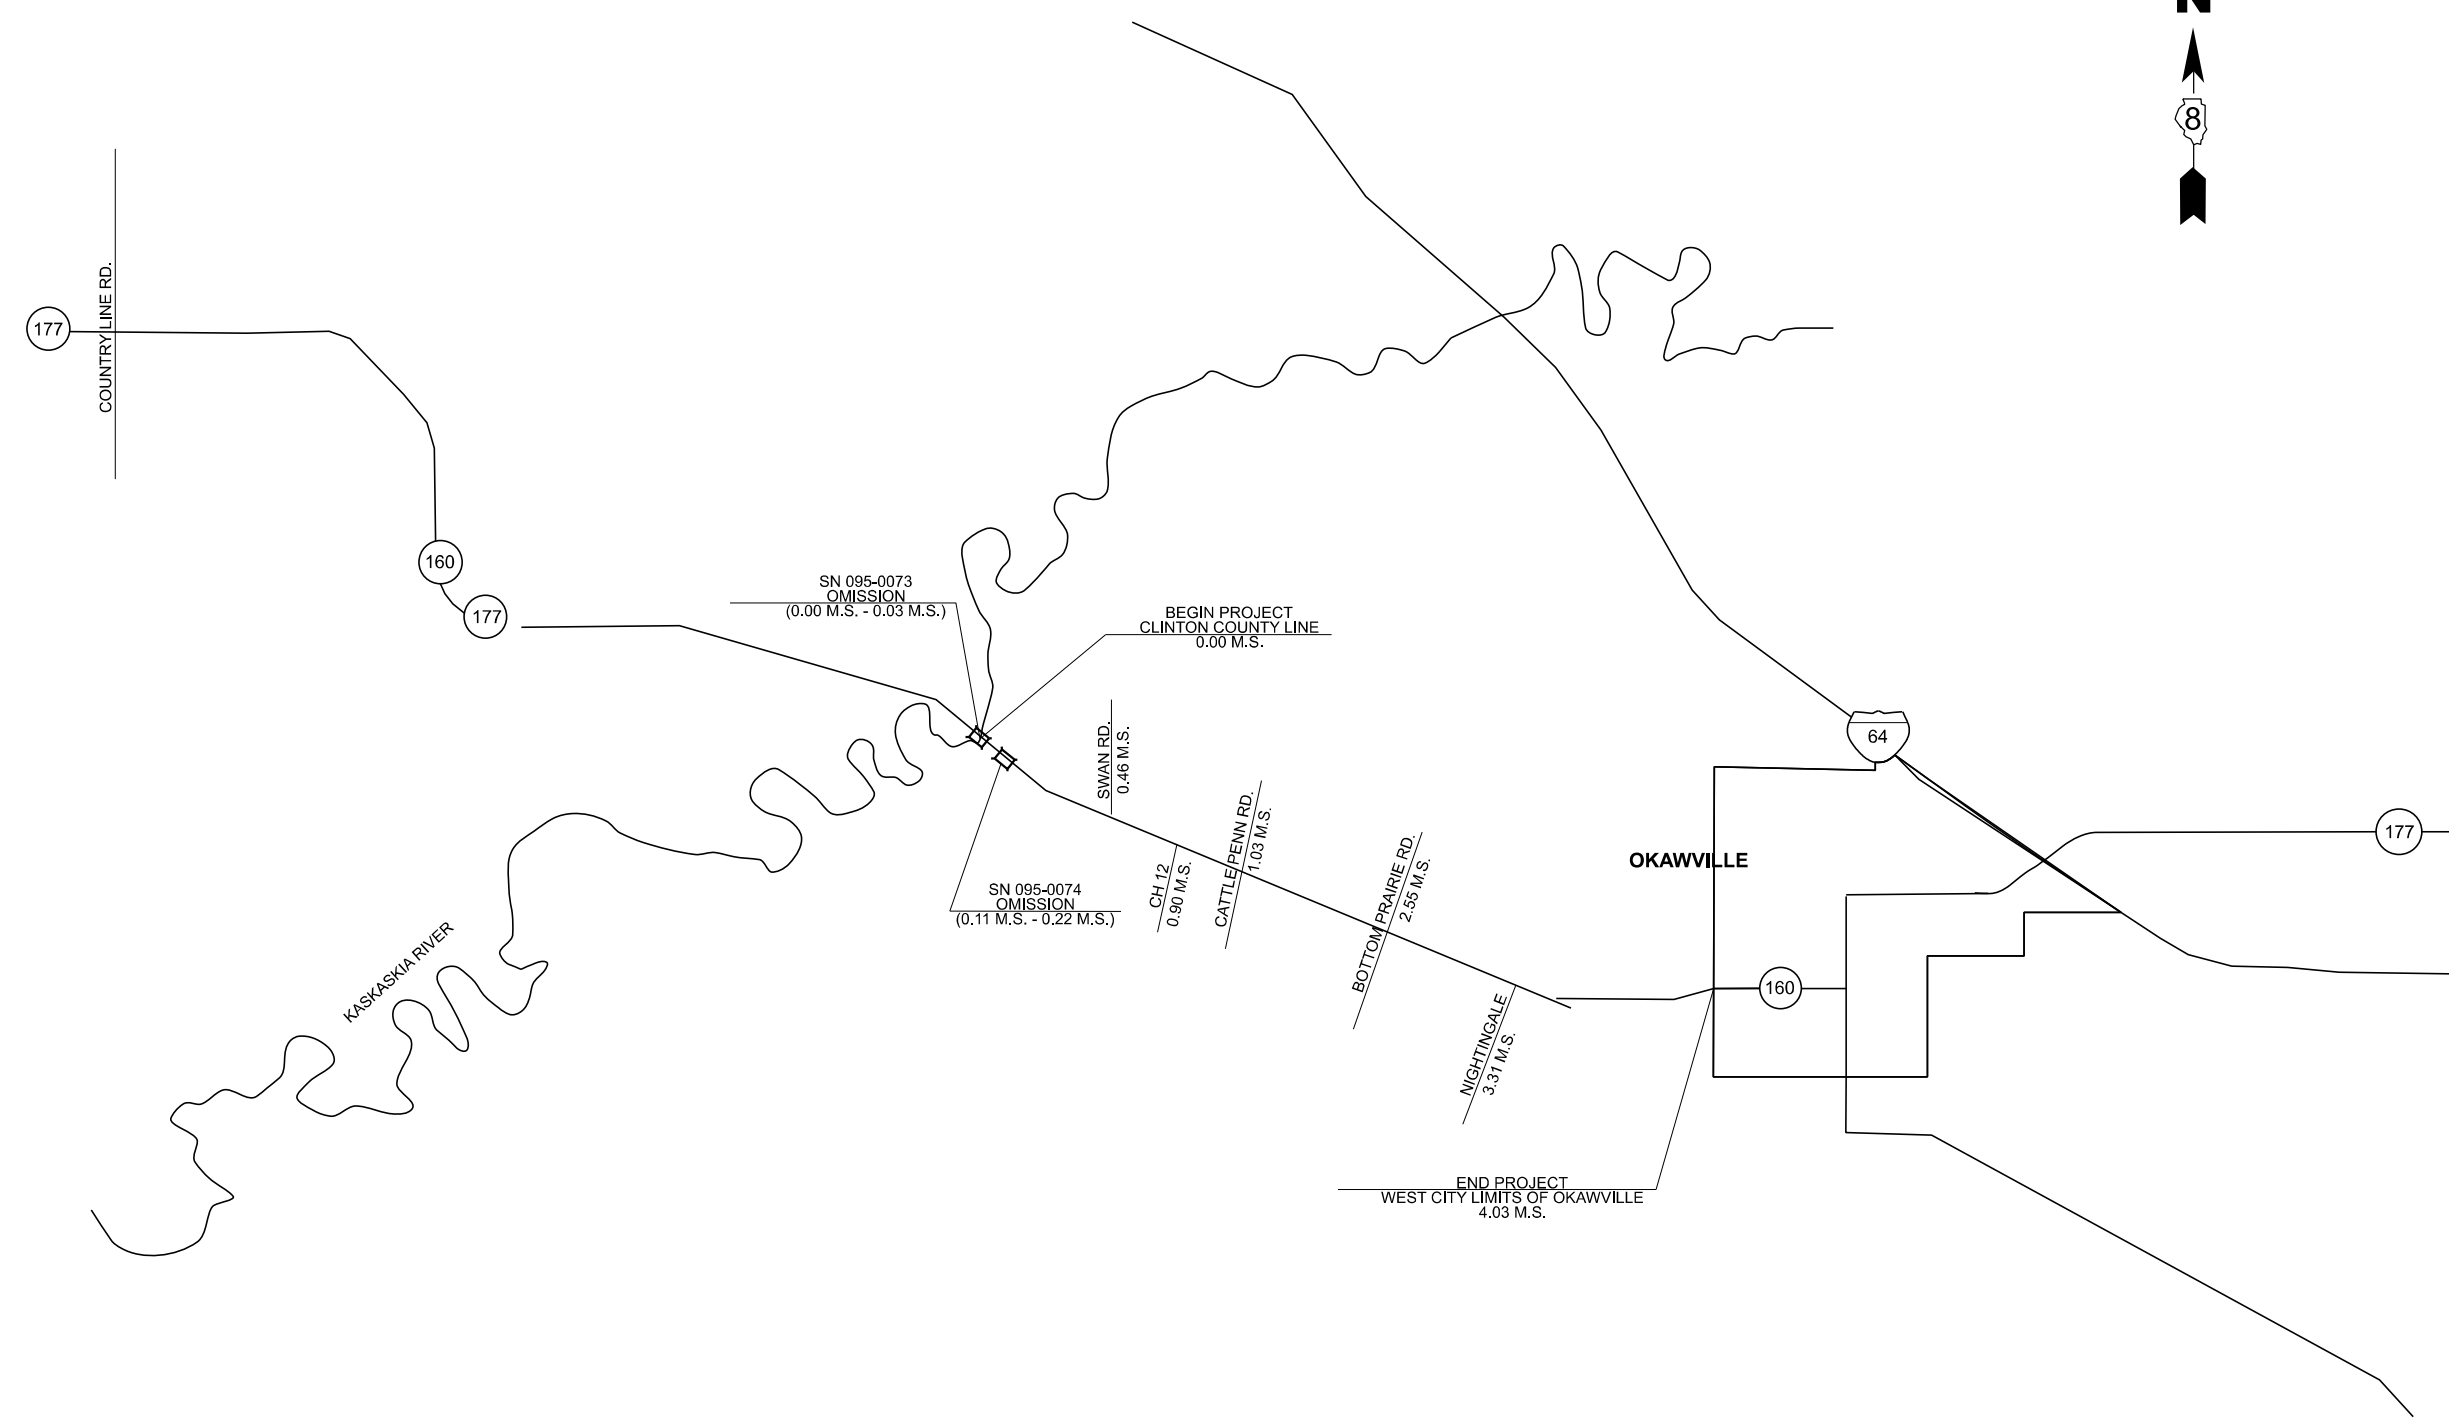 N
8
COUNTRY LINE RD.
177
160
177
SN 095-0073
OMISSION
(0.00 M.S. - 0.03 M.S.)
BEGIN PROJECT
CLINTON COUNTY LINE
0.00 M.S.
SWAN RD.
0.46 M.S.
64
177
CATTLE PENN RD.
1.03 M.S.
BOTTOM PRAIRIE RD.
2.55 M.S.
OKAWVILLE
CH 12
0.90 M.S.
SN 095-0074
OMISSION
(0.11 M.S. - 0.22 M.S.)
KASKASKIA RIVER
160
NIGHTINGALE
3.31 M.S.
END PROJECT
WEST CITY LIMITS OF OKAWVILLE
4.03 M.S.